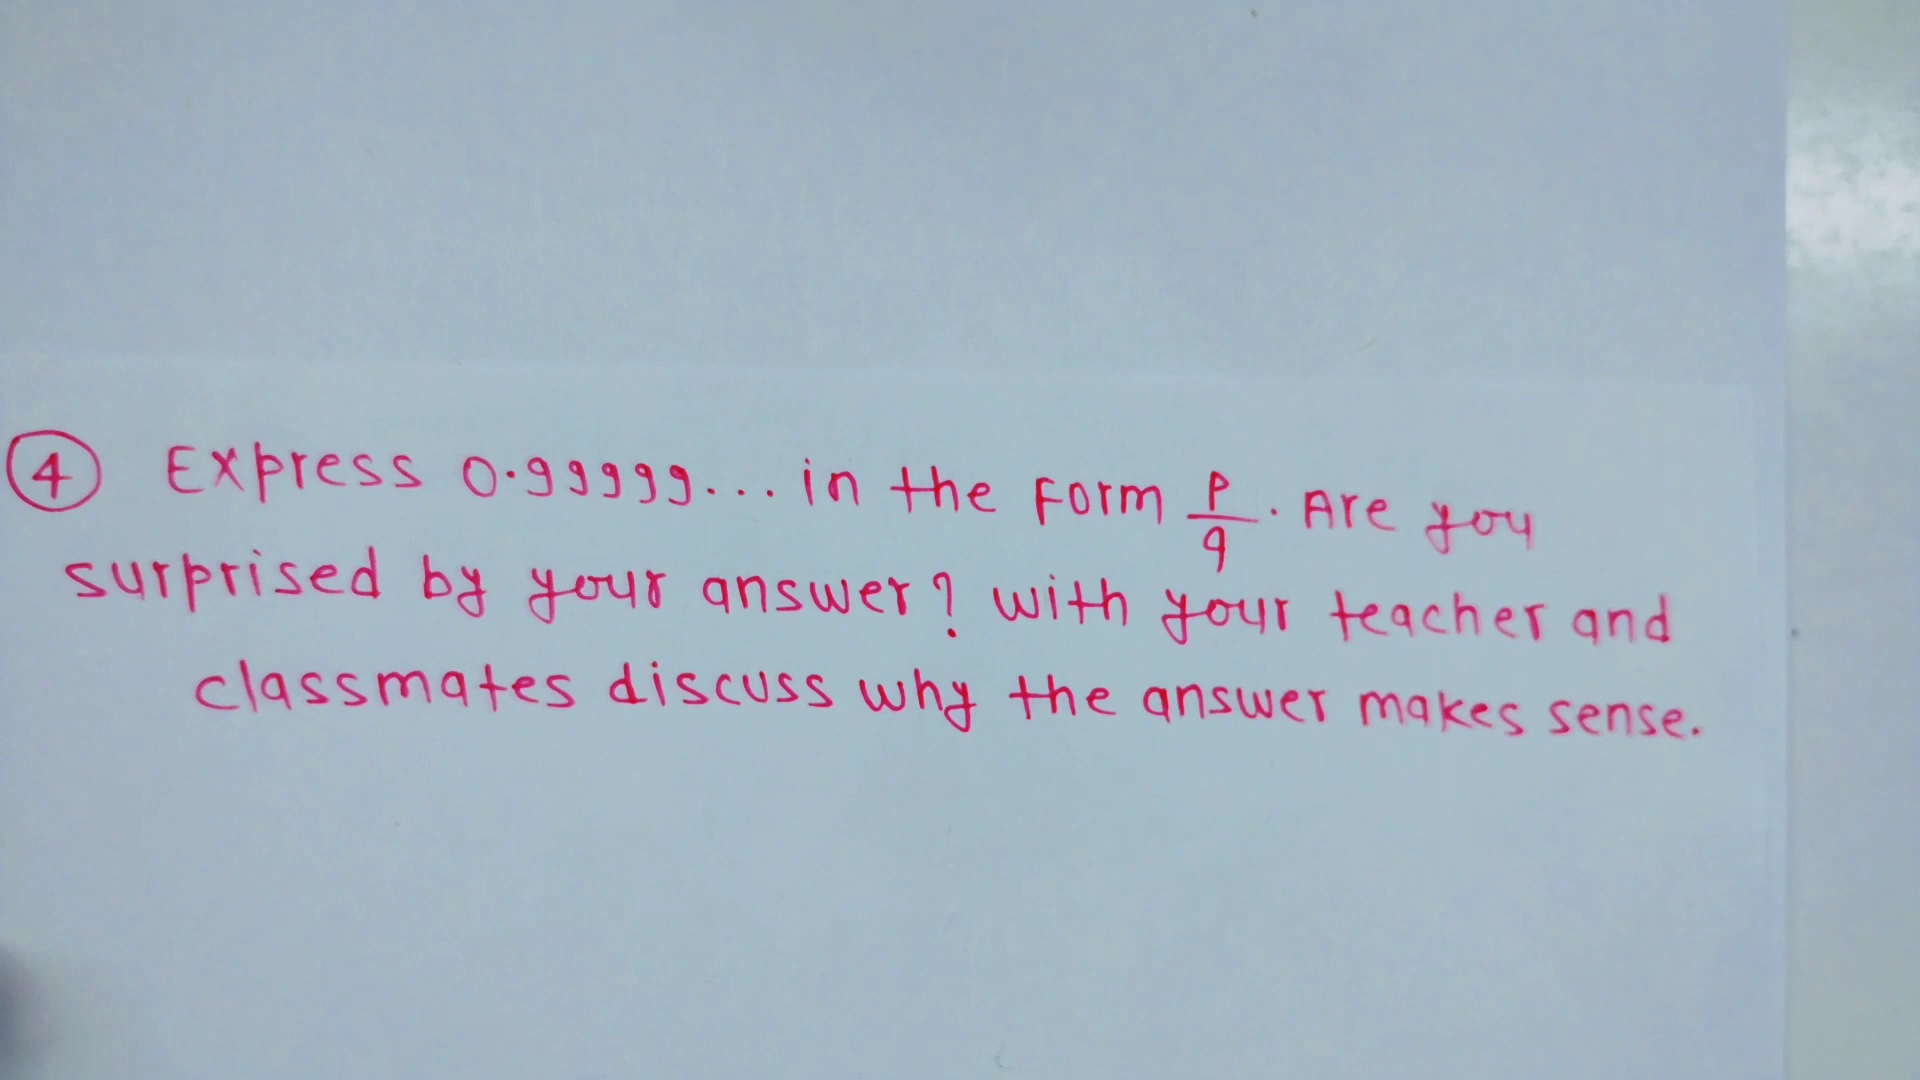 ④ Express 0.99999... in the form p/q. Are you
surprised by your answer? with your teacher and
classmates discuss why the answer makes sense.